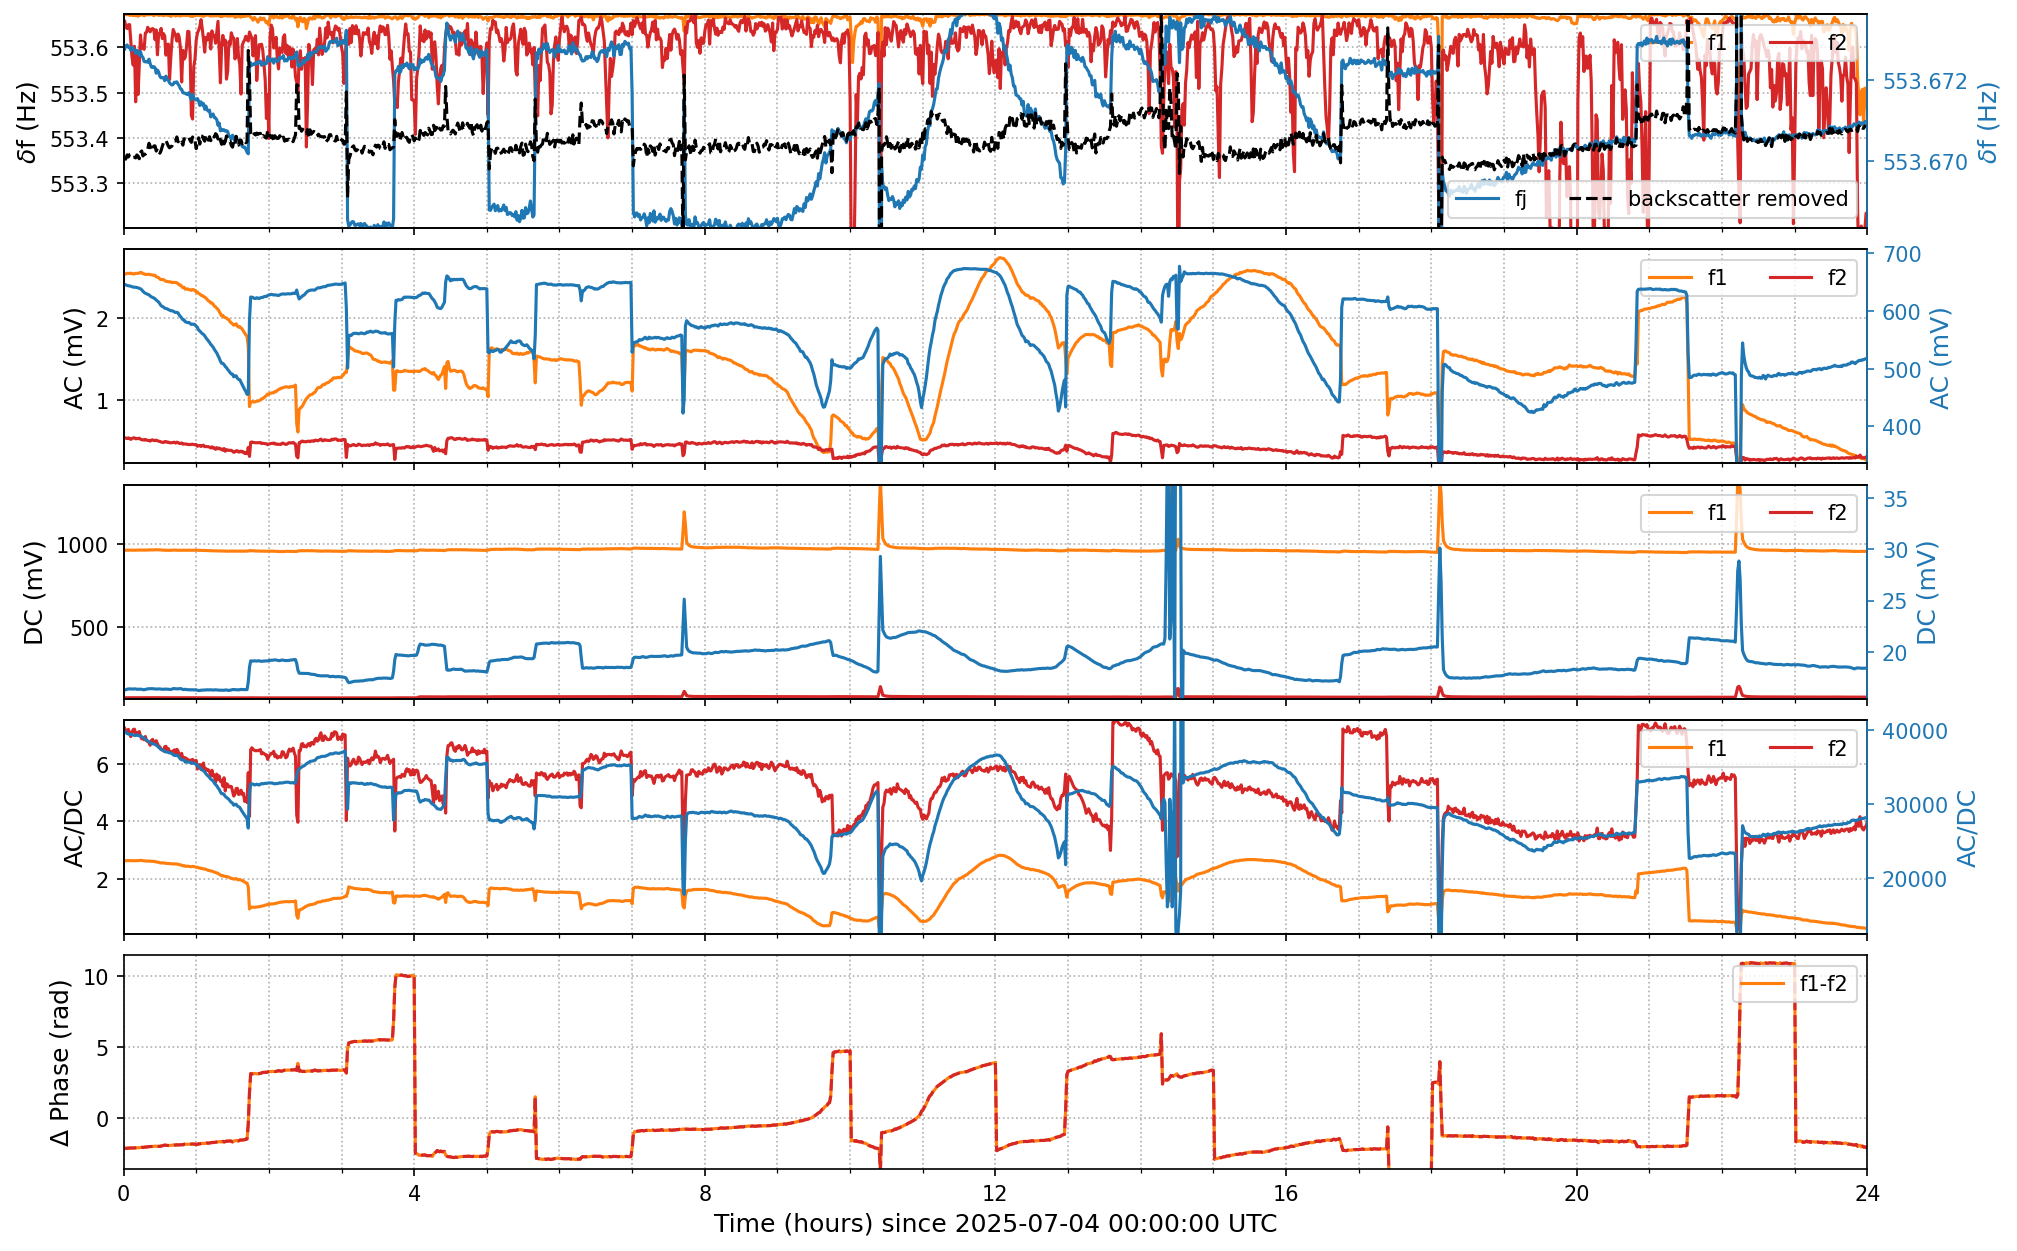 δf (Hz)
553.6
553.5
553.4
553.3
f1 f2
fj backscatter removed
553.672
553.670
δf (Hz)
AC (mV)
2
1
f1 f2
700
600
500
400
AC (mV)
DC (mV)
1000
500
f1 f2
35
30
25
20
DC (mV)
AC/DC
6
4
2
f1 f2
40000
30000
20000
AC/DC
Δ Phase (rad)
10
5
0
f1-f2
0 4 8 12 16 20 24
Time (hours) since 2025-07-04 00:00:00 UTC